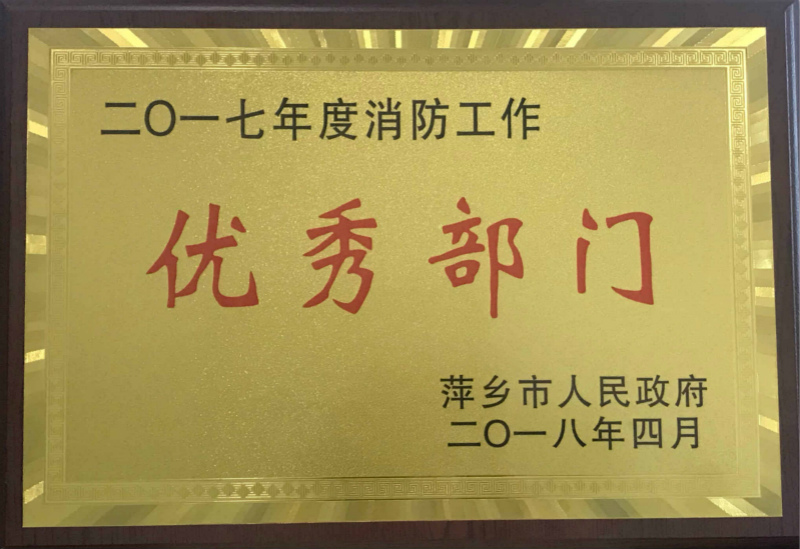 二〇一七年度消防工作
优秀部门
萍乡市人民政府
二〇一八年四月